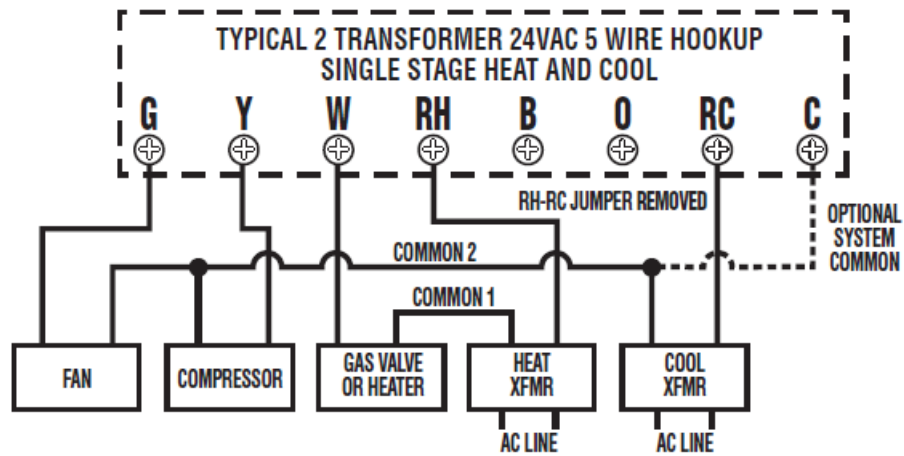 TYPICAL 2 TRANSFORMER 24VAC 5 WIRE HOOKUP
SINGLE STAGE HEAT AND COOL
G Y W RH B O RC C
RH-RC JUMPER REMOVED
OPTIONAL
SYSTEM
COMMON
COMMON 2
COMMON 1
FAN
COMPRESSOR
GAS VALVE
OR HEATER
HEAT
XFMR
COOL
XFMR
AC LINE
AC LINE